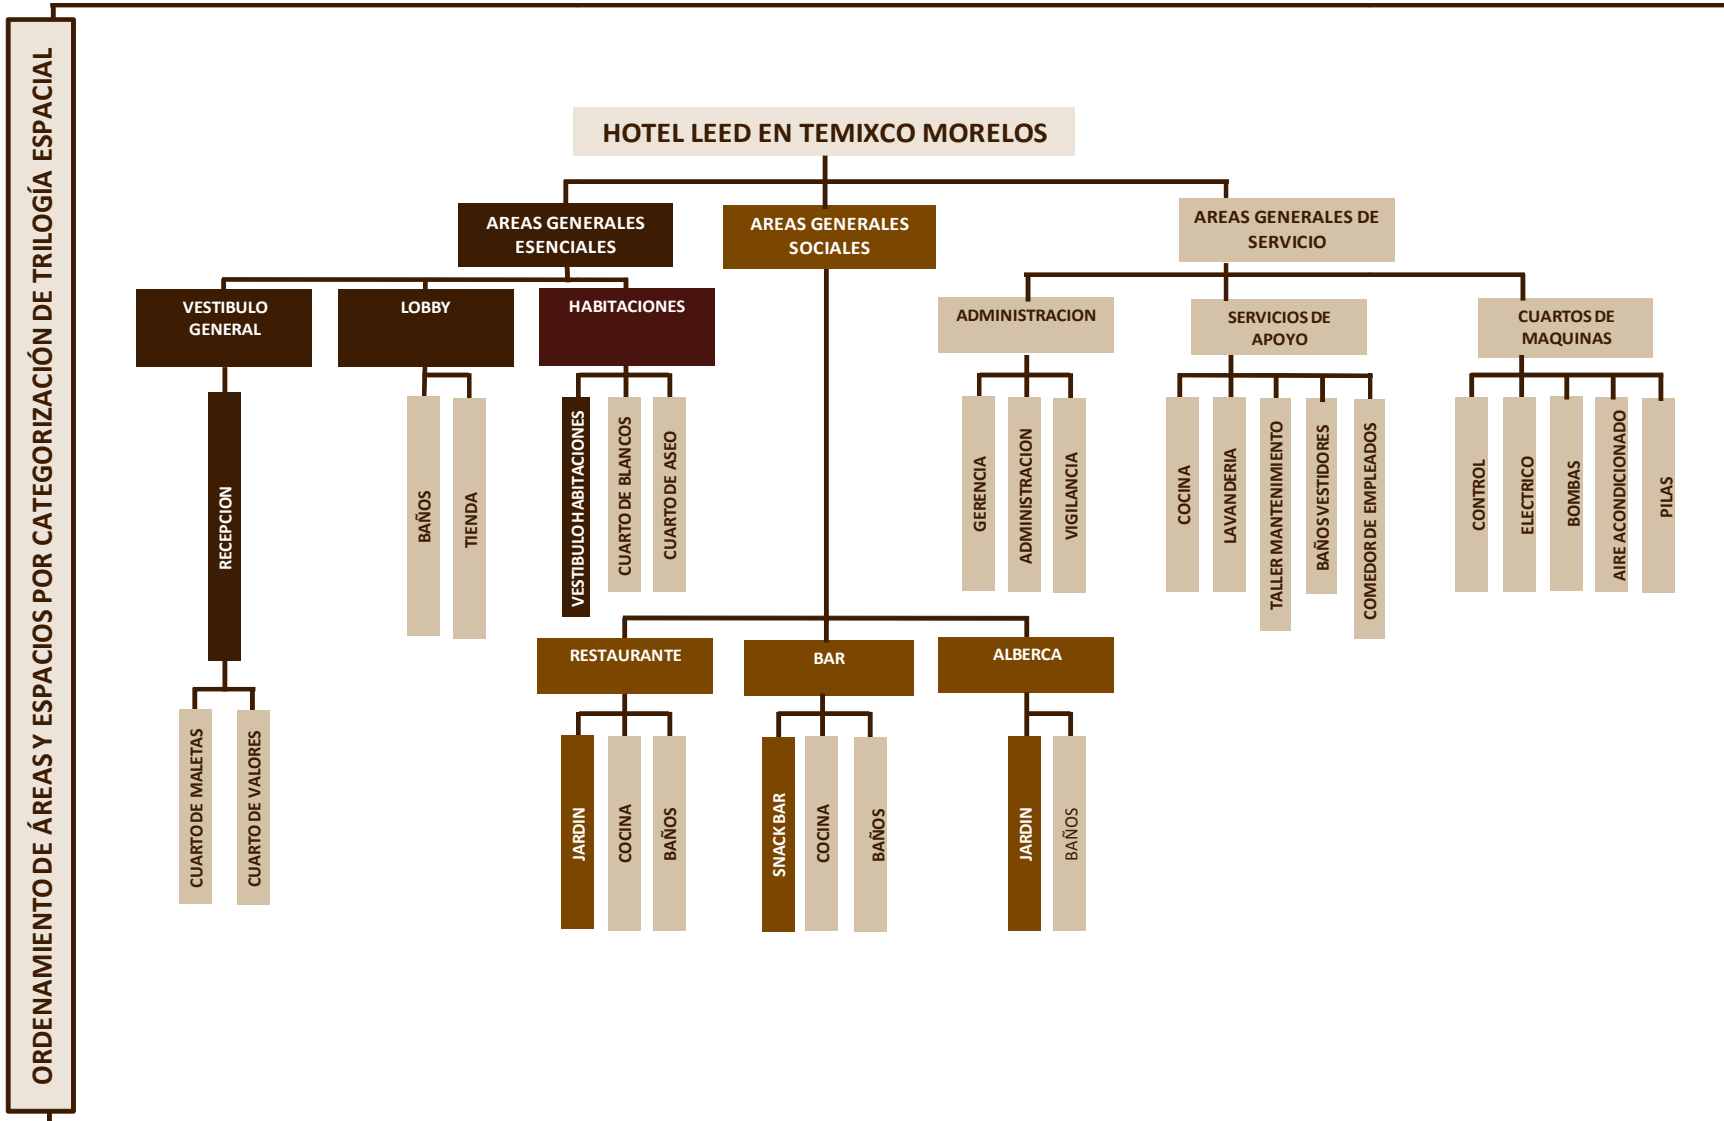 ORDENAMIENTO DE ÁREAS Y ESPACIOS POR CATEGORIZACIÓN DE TRILOGÍA ESPACIAL
HOTEL LEED EN TEMIXCO MORELOS
AREAS GENERALES
ESENCIALES
AREAS GENERALES
SOCIALES
AREAS GENERALES DE
SERVICIO
VESTIBULO
GENERAL
LOBBY
HABITACIONES
ADMINISTRACION
SERVICIOS DE
APOYO
CUARTOS DE
MAQUINAS
RECEPCION
BAÑOS
TIENDA
VESTIBULO HABITACIONES
CUARTO DE BLANCOS
CUARTO DE ASEO
GERENCIA
ADMINISTRACION
VIGILANCIA
COCINA
LAVANDERIA
TALLER MANTENIMIENTO
BAÑOS VESTIDORES
COMEDOR DE EMPLEADOS
CONTROL
ELECTRICO
BOMBAS
AIRE ACONDICIONADO
PILAS
RESTAURANTE
BAR
ALBERCA
CUARTO DE MALETAS
CUARTO DE VALORES
JARDIN
COCINA
BAÑOS
SNACK BAR
COCINA
BAÑOS
JARDIN
BAÑOS